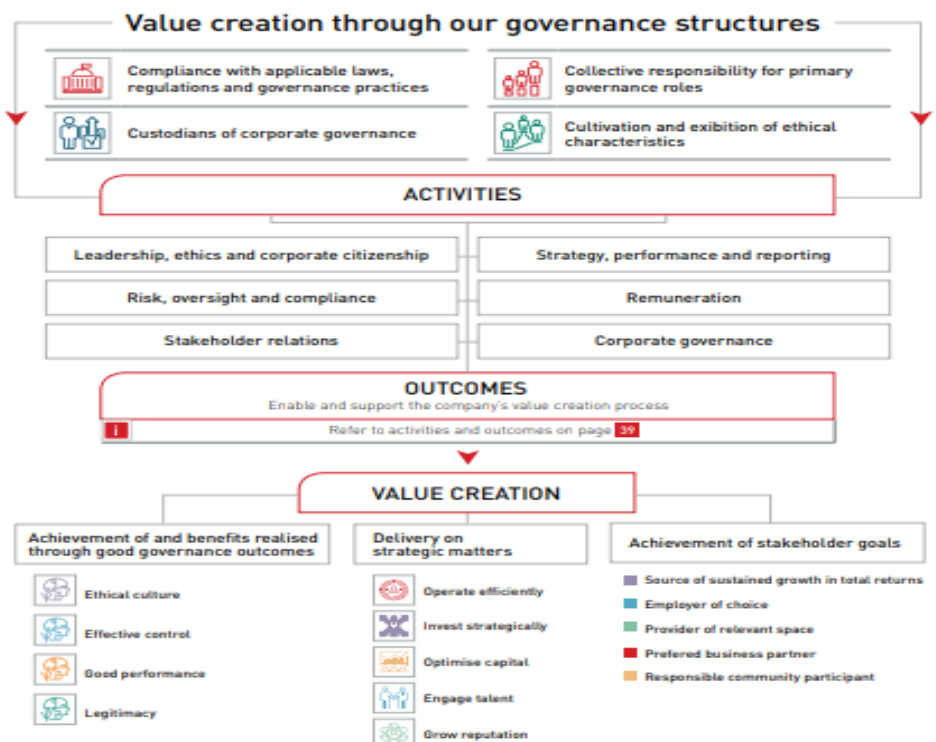 Value creation through our governance structures
Compliance with applicable laws,
regulations and governance practices
Collective responsibility for primary
governance roles
Custodians of corporate governance
Cultivation and exibition of ethical
characteristics
ACTIVITIES
Leadership, ethics and corporate citizenship
Strategy, performance and reporting
Risk, oversight and compliance
Remuneration
Stakeholder relations
Corporate governance
OUTCOMES
Enable and support the company's value creation process
i
Refer to activities and outcomes on page 39
VALUE CREATION
Achievement of and benefits realised
through good governance outcomes
Ethical culture
Effective control
Good performance
Legitimacy
Delivery on
strategic matters
Operate efficiently
Invest strategically
Optimise capital
Engage talent
Grow reputation
Achievement of stakeholder goals
Source of sustained growth in total returns
Employer of choice
Provider of relevant space
Preferred business partner
Responsible community participant